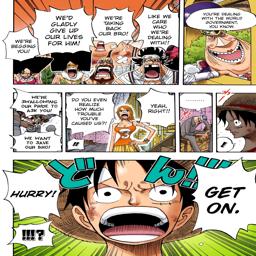 WE'RE
BEGGING
YOU!
WE'D
GLADLY
GIVE UP
OUR LIVES
FOR HIM!
WE'RE
TAKING
BACK
OUR BRO!
LIKE WE
CARE
WHO
WE'RE
DEALING
WITH!!
YOU'RE DEALING
WITH THE WORLD
GOVERNMENT,
YOU KNOW.
WE'RE
SWALLOWING
OUR PRIDE TO
ASK YOU!
WE WANT
TO SAVE
OUR BRO!
DO YOU EVEN
REALIZE
HOW MUCH
TROUBLE
YOU'VE
CAUSED US?!
!!
YEAH,
RIGHT!!
HURRY!
!!!?
GET
ON.
どん!!